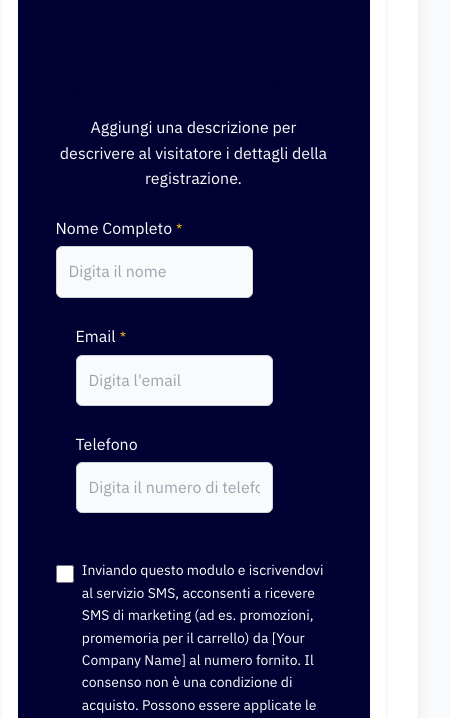 Aggiungi una descrizione per
descrivere al visitatore i dettagli della
registrazione.
Nome Completo *
Digita il nome
Email *
Digita l'email
Telefono
Digita il numero di telefo
Inviando questo modulo e iscrivendovi
al servizio SMS, acconsenti a ricevere
SMS di marketing (ad es. promozioni,
promemoria per il carrello) da [Your
Company Name] al numero fornito. Il
consenso non è una condizione di
acquisto. Possono essere applicate le